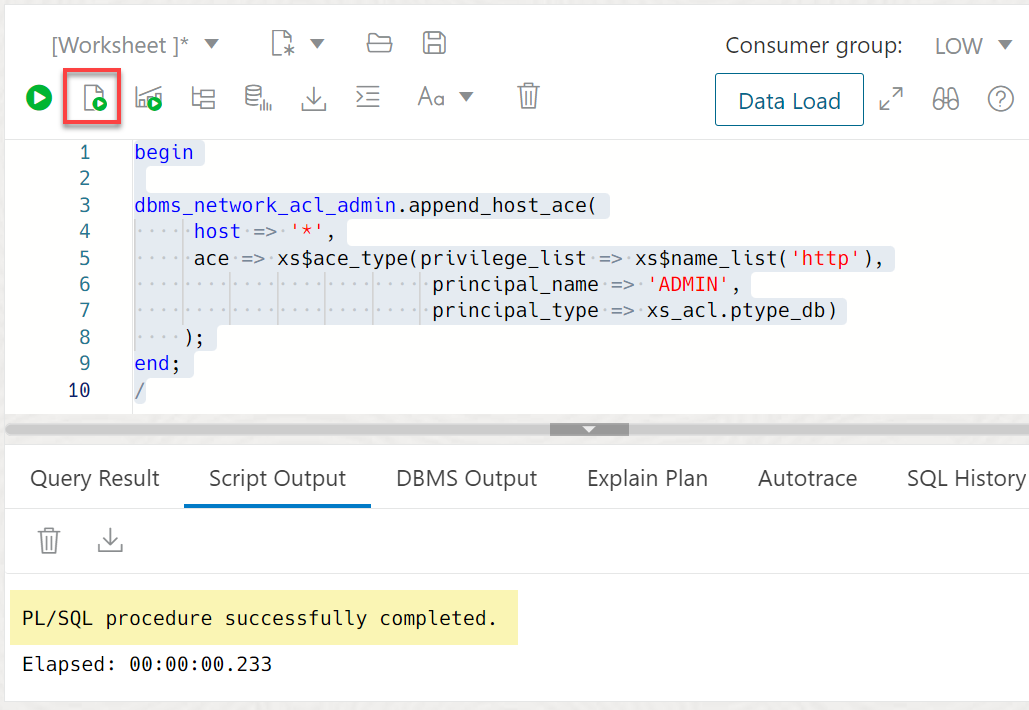 [Worksheet ]*
Consumer group: LOW
Aa
Data Load
?
1 begin
2
3 dbms_network_acl_admin.append_host_ace(
4 host => '*',
5 ace => xs$ace_type(privilege_list => xs$name_list('http'),
6 principal_name => 'ADMIN',
7 principal_type => xs_acl.ptype_db)
8 );
9 end;
10 /
Query Result Script Output DBMS Output Explain Plan Autotrace SQL History
PL/SQL procedure successfully completed.
Elapsed: 00:00:00.233